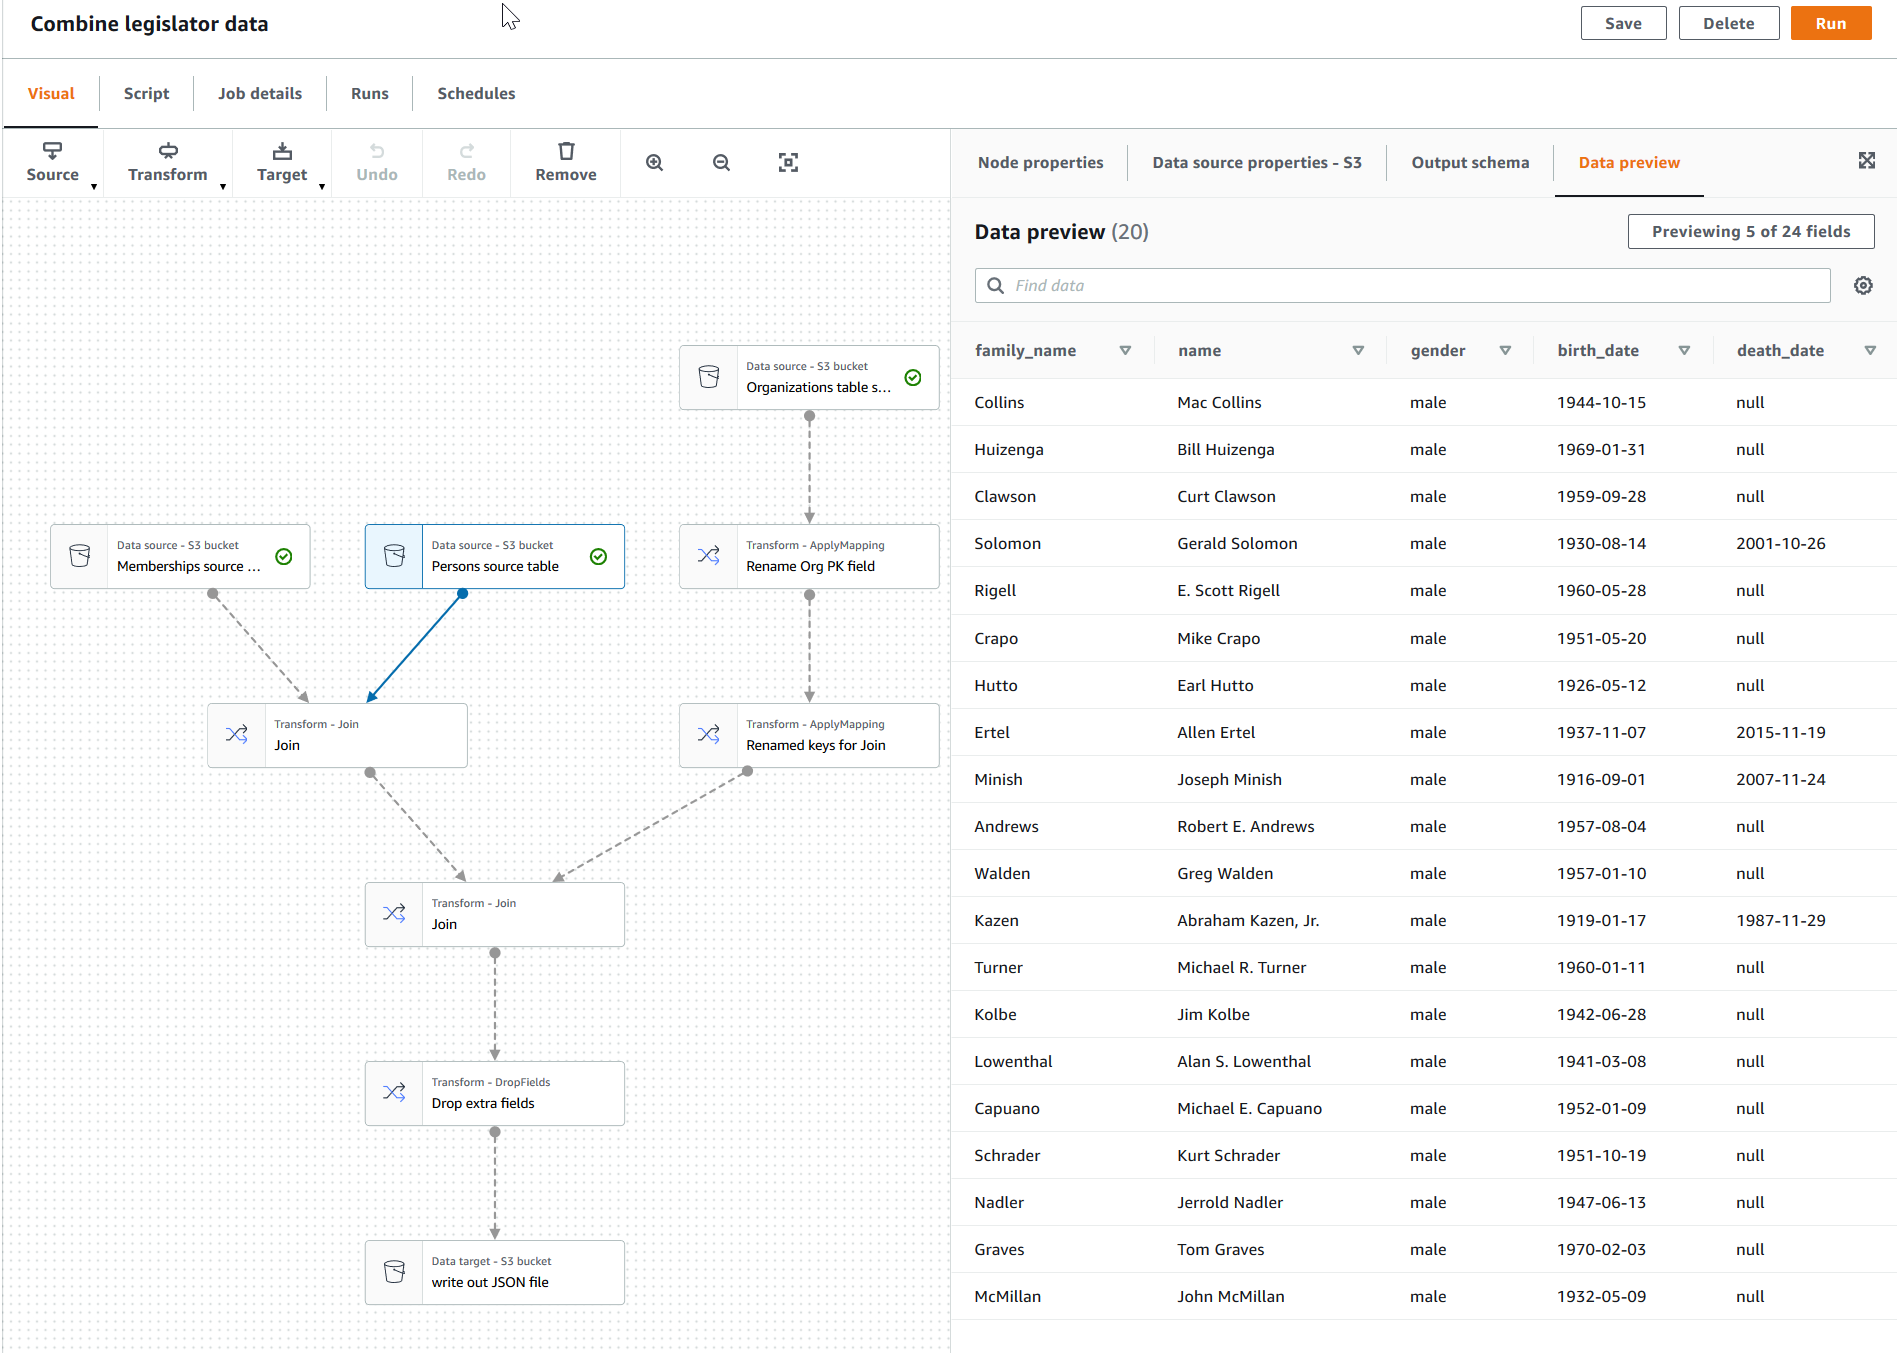 Combine legislator data
Save
Delete
Run
Visual
Script
Job details
Runs
Schedules
Source
Transform
Target
Undo
Redo
Remove
Data source - S3 bucket
Organizations table s...
Data source - S3 bucket
Memberships source ...
Data source - S3 bucket
Persons source table
Transform - ApplyMapping
Rename Org PK field
Transform - Join
Join
Transform - ApplyMapping
Renamed keys for Join
Transform - Join
Join
Transform - DropFields
Drop extra fields
Data target - S3 bucket
write out JSON file
Node properties
Data source properties - S3
Output schema
Data preview
Data preview (20)
Previewing 5 of 24 fields
Find data
family_name name gender birth_date death_date
Collins Mac Collins male 1944-10-15 null
Huizenga Bill Huizenga male 1969-01-31 null
Clawson Curt Clawson male 1959-09-28 null
Solomon Gerald Solomon male 1930-08-14 2001-10-26
Rigell E. Scott Rigell male 1960-05-28 null
Crapo Mike Crapo male 1951-05-20 null
Hutto Earl Hutto male 1926-05-12 null
Ertel Allen Ertel male 1937-11-07 2015-11-19
Minish Joseph Minish male 1916-09-01 2007-11-24
Andrews Robert E. Andrews male 1957-08-04 null
Walden Greg Walden male 1957-01-10 null
Kazen Abraham Kazen, Jr. male 1919-01-17 1987-11-29
Turner Michael R. Turner male 1960-01-11 null
Kolbe Jim Kolbe male 1942-06-28 null
Lowenthal Alan S. Lowenthal male 1941-03-08 null
Capuano Michael E. Capuano male 1952-01-09 null
Schrader Kurt Schrader male 1951-10-19 null
Nadler Jerrold Nadler male 1947-06-13 null
Graves Tom Graves male 1970-02-03 null
McMillan John McMillan male 1932-05-09 null